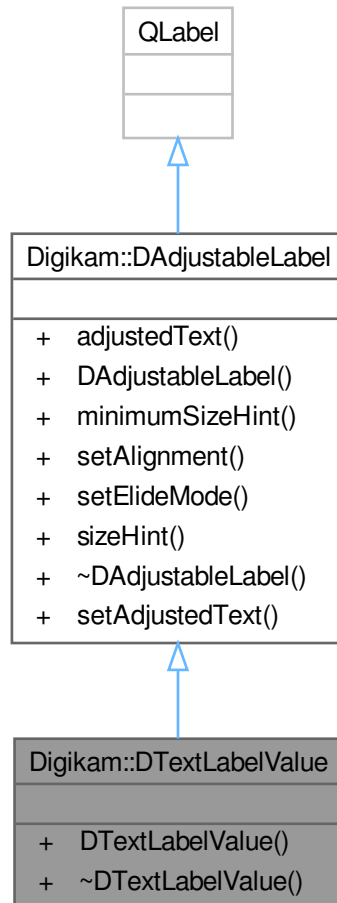 QLabel
Digikam::DAdjustableLabel
+ adjustedText()
+ DAdjustableLabel()
+ minimumSizeHint()
+ setAlignment()
+ setElideMode()
+ sizeHint()
+ ~DAdjustableLabel()
+ setAdjustedText()
Digikam::DTextLabelValue
+ DTextLabelValue()
+ ~DTextLabelValue()